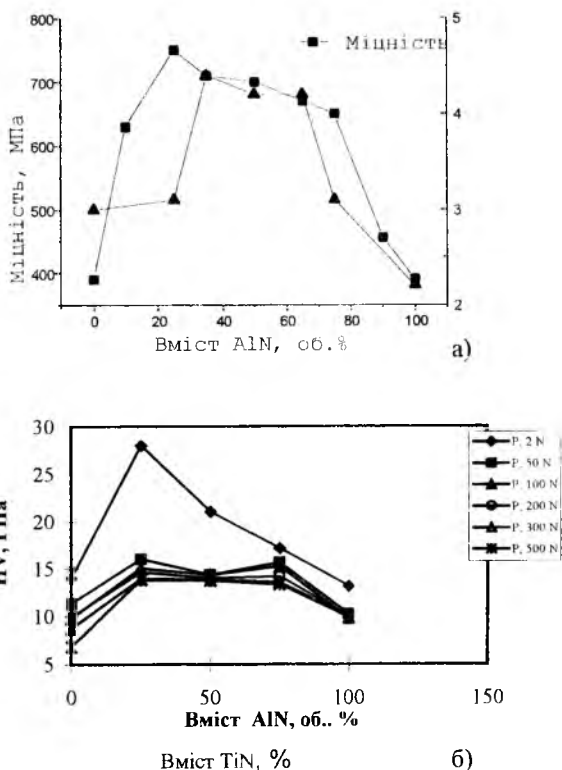 800
700
600
500
400
Міцність, МПа
5
4
3
2
Міцність
0 20 40 60 80 100
Вміст AlN, об.%
а)
30
25
20
15
10
5
HV, ГПа
P, 2 N
P, 50 N
P, 100 N
P, 200 N
P, 300 N
P, 500 N
0 50 100 150
Вміст AlN, об.. %
Вміст TiN, %
б)